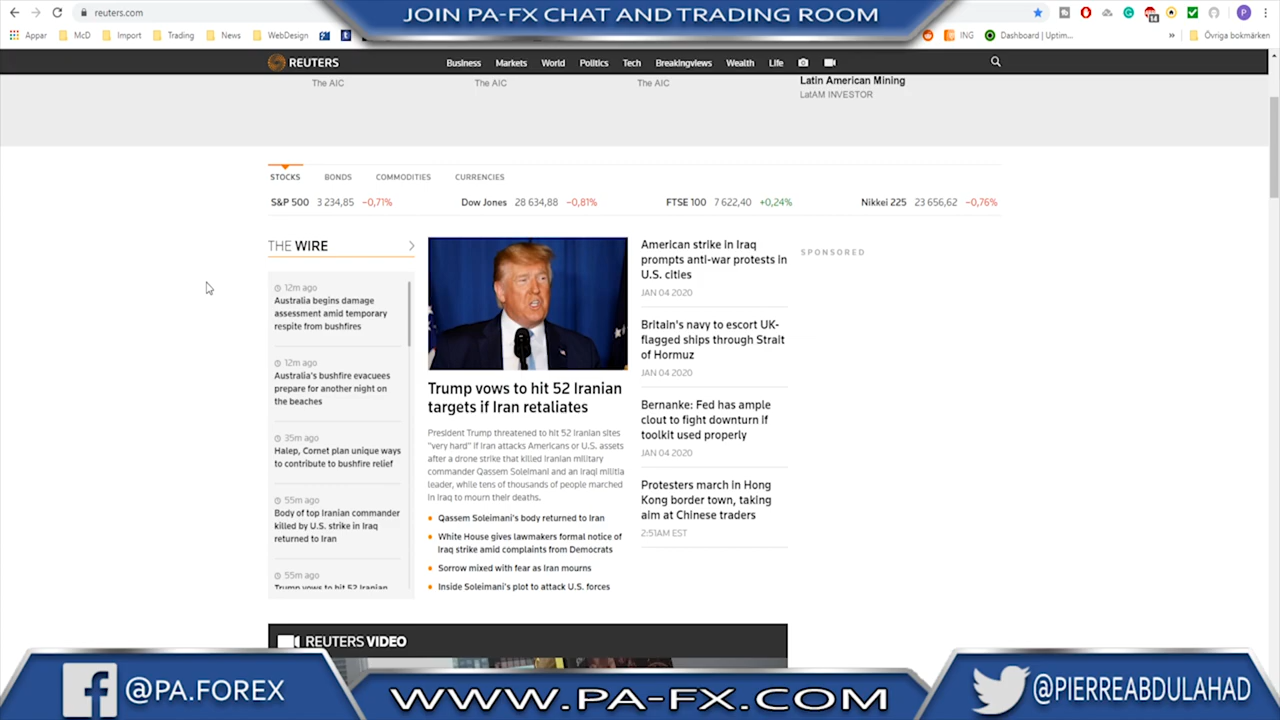 JOIN PA-FX CHAT AND TRADING ROOM
reuters.com
14
P
Appar
McD
Import
Trading
News
WebDesign
ING
Dashboard | Uptim...
»
Övriga bokmärken
REUTERS
Business
Markets
World
Politics
Tech
Breakingviews
Wealth
Life
The AIC
The AIC
The AIC
Latin American Mining
LatAM INVESTOR
STOCKS
BONDS
COMMODITIES
CURRENCIES
S&P 500 3 234,85 −0,71%
Dow Jones 28 634,88 −0,81%
FTSE 100 7 622,40 +0,24%
Nikkei 225 23 656,62 −0,76%
THE WIRE
12m ago
Australia begins damage
assessment amid temporary
respite from bushfires
12m ago
Australia's bushfire evacuees
prepare for another night on
the beaches
35m ago
Halep, Cornet plan unique ways
to contribute to bushfire relief
55m ago
Body of top Iranian commander
killed by U.S. strike in Iraq
returned to Iran
55m ago
Trump vows to hit 52 Iranian
Trump vows to hit 52 Iranian
targets if Iran retaliates
President Trump threatened to hit 52 Iranian sites
"very hard" if Iran attacks Americans or U.S. assets
after a drone strike that killed Iranian military
commander Qassem Soleimani and an Iraqi militia
leader, while tens of thousands of people marched
in Iraq to mourn their deaths.
Qassem Soleimani's body returned to Iran
White House gives lawmakers formal notice of
Iraq strike amid complaints from Democrats
Sorrow mixed with fear as Iran mourns
Inside Soleimani's plot to attack U.S. forces
American strike in Iraq
prompts anti-war protests in
U.S. cities
JAN 04 2020
Britain's navy to escort UK-
flagged ships through Strait
of Hormuz
JAN 04 2020
Bernanke: Fed has ample
clout to fight downturn if
toolkit used properly
JAN 04 2020
Protesters march in Hong
Kong border town, taking
aim at Chinese traders
2:51AM EST
SPONSORED
REUTERS VIDEO
@PA.FOREX
WWW.PA-FX.COM
@PIERREABDULAHAD